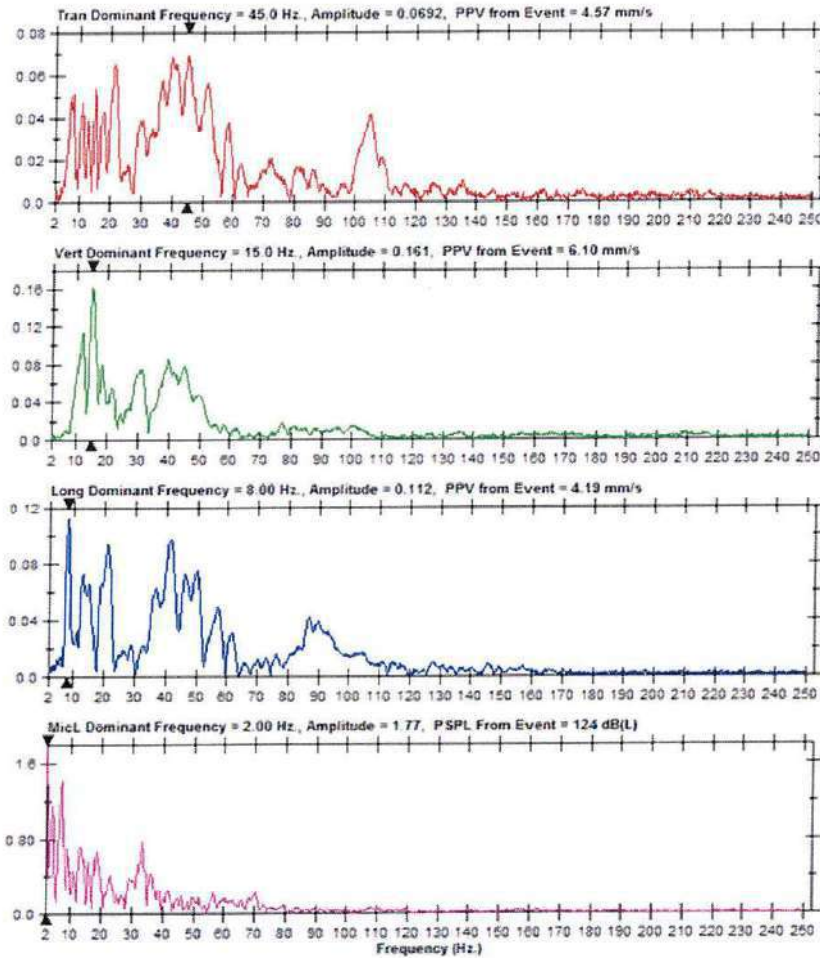 Tran Dominant Frequency = 45.0 Hz., Amplitude = 0.0692, PPV from Event = 4.57 mm/s
0.08
0.06
0.04
0.02
0.0
2 10 20 30 40 50 60 70 80 90 100 110 120 130 140 150 160 170 180 190 200 210 220 230 240 250
Vert Dominant Frequency = 15.0 Hz., Amplitude = 0.161, PPV from Event = 6.10 mm/s
0.16
0.12
0.08
0.04
0.0
2 10 20 30 40 50 60 70 80 90 100 110 120 130 140 150 160 170 180 190 200 210 220 230 240 250
Long Dominant Frequency = 8.00 Hz., Amplitude = 0.112, PPV from Event = 4.19 mm/s
0.12
0.08
0.04
0.0
2 10 20 30 40 50 60 70 80 90 100 110 120 130 140 150 160 170 180 190 200 210 220 230 240 250
MicL Dominant Frequency = 2.00 Hz., Amplitude = 1.77, PSPL From Event = 124 dB(L)
1.6
0.80
0.0
2 10 20 30 40 50 60 70 80 90 100 110 120 130 140 150 160 170 180 190 200 210 220 230 240 250
Frequency (Hz.)